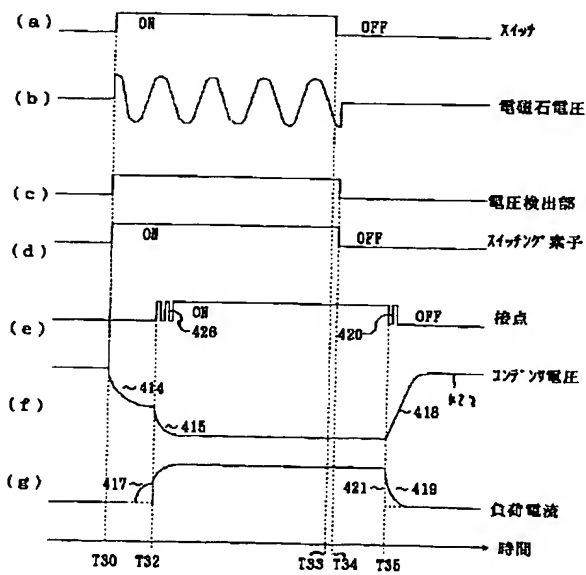 (a) ON OFF スイッチ
(b) 電磁石電圧
(c) 電圧検出部
(d) ON OFF スイッチング素子
(e) 426 ON 420 OFF 接点
コンデンサ電圧
(f) 414 415 418
(g) 417 421 419 負荷電流
時間
T30 T32 T33 T34 T35